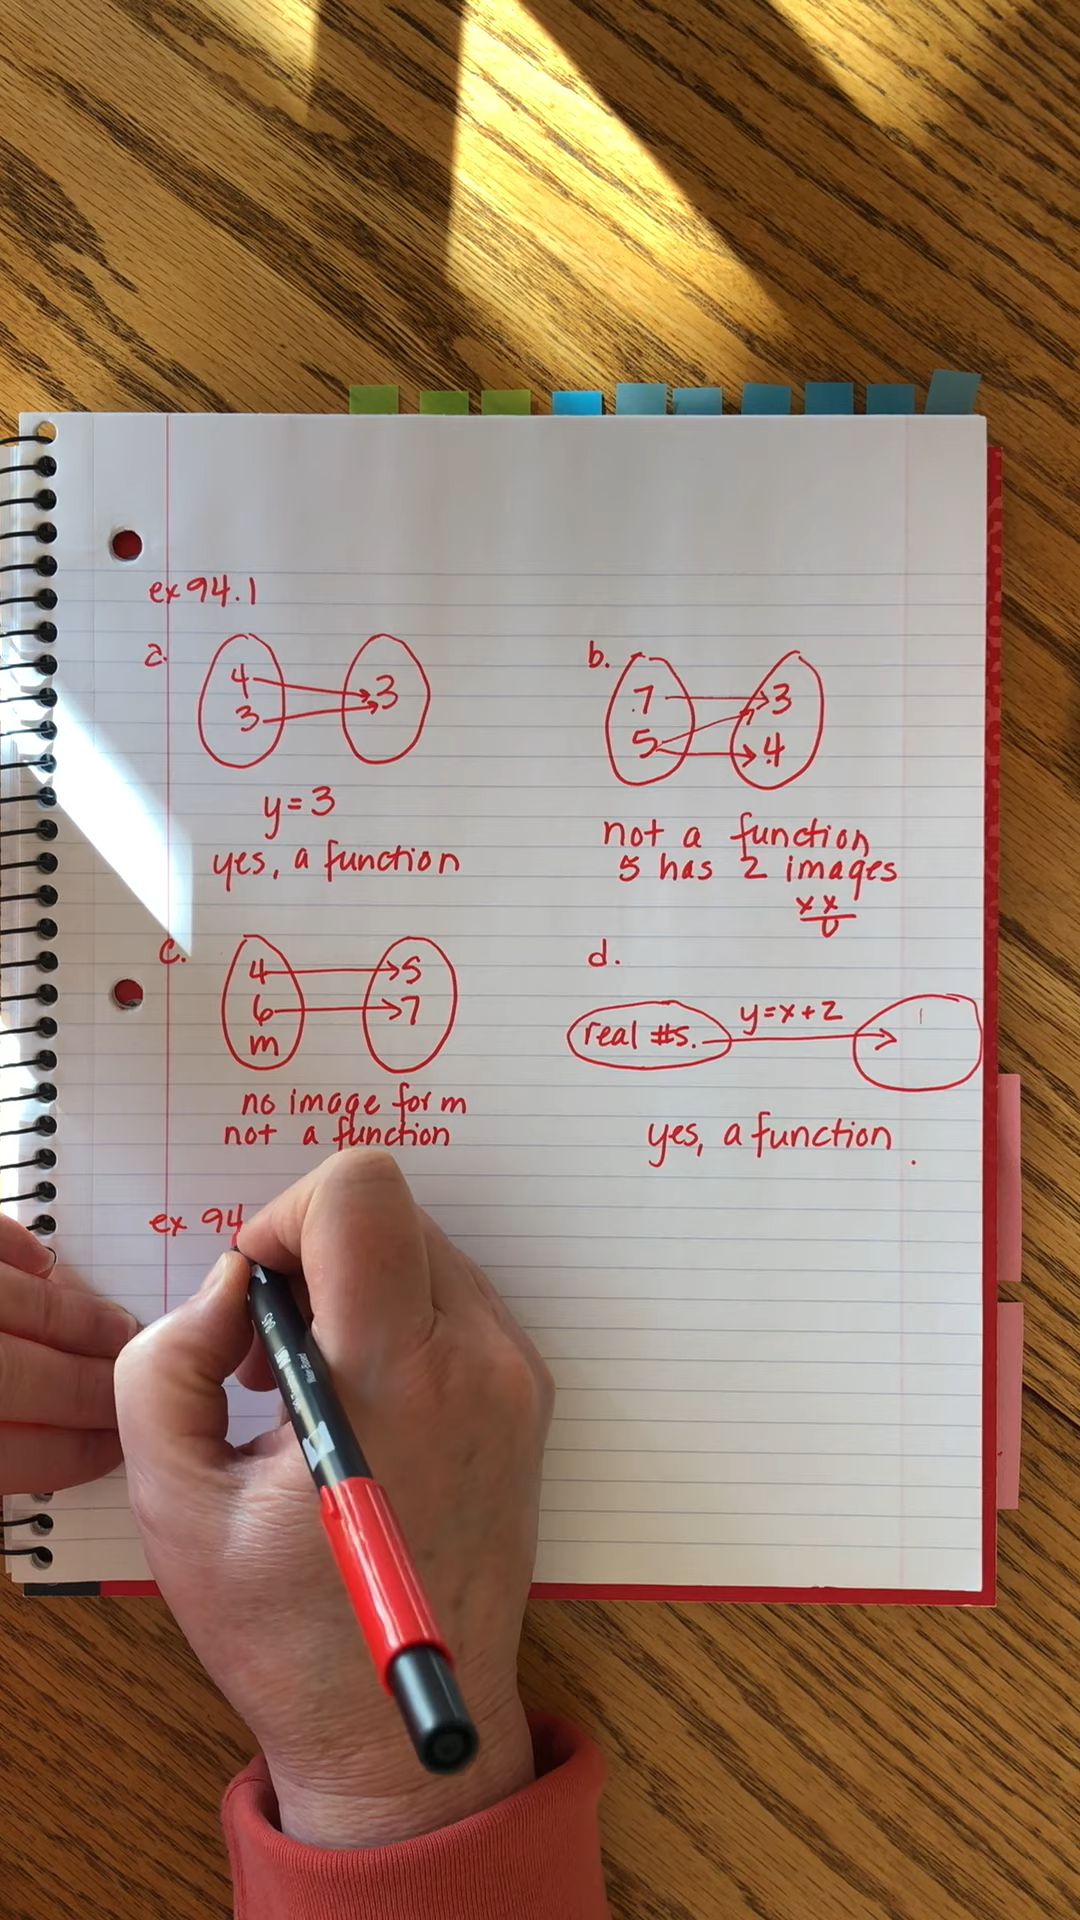 ex 94.1
a.
4
3
3
y=3
yes, a function
b.
7
5
3
4
not a function
5 has 2 images
x x
c.
4
6
m
5
7
no image for m
not a function
d.
real #s.
y=x+2
yes, a function
ex 94